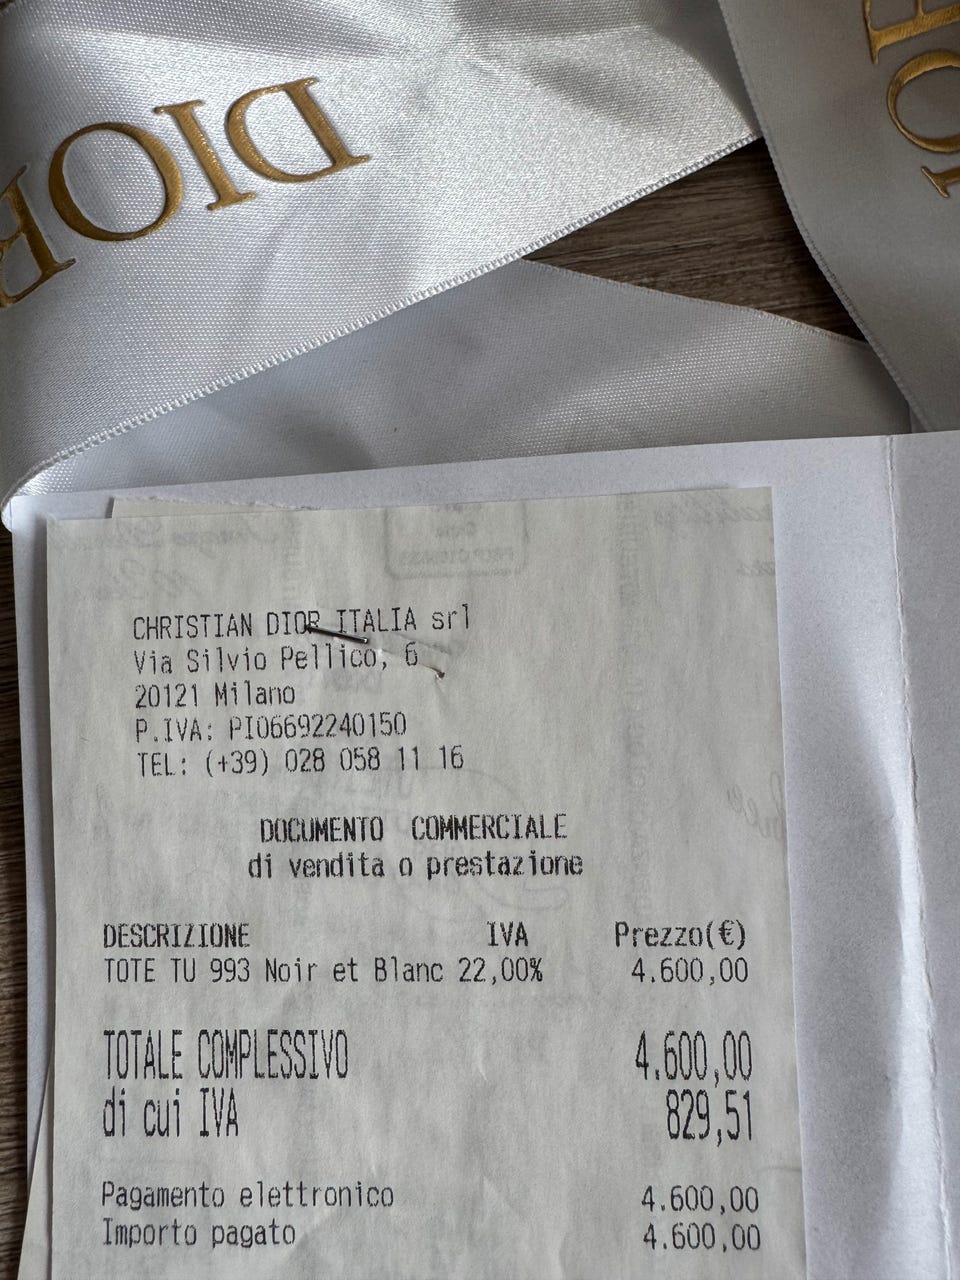 DIOR
DIOR
CHRISTIAN DIOR ITALIA srl
Via Silvio Pellico, 6
20121 Milano
P.IVA: PI06692240150
TEL: (+39) 028 058 11 16
DOCUMENTO COMMERCIALE
di vendita o prestazione
DESCRIZIONE IVA Prezzo(€)
TOTE TU 993 Noir et Blanc 22,00% 4.600,00
TOTALE COMPLESSIVO 4.600,00
di cui IVA 829,51
Pagamento elettronico 4.600,00
Importo pagato 4.600,00